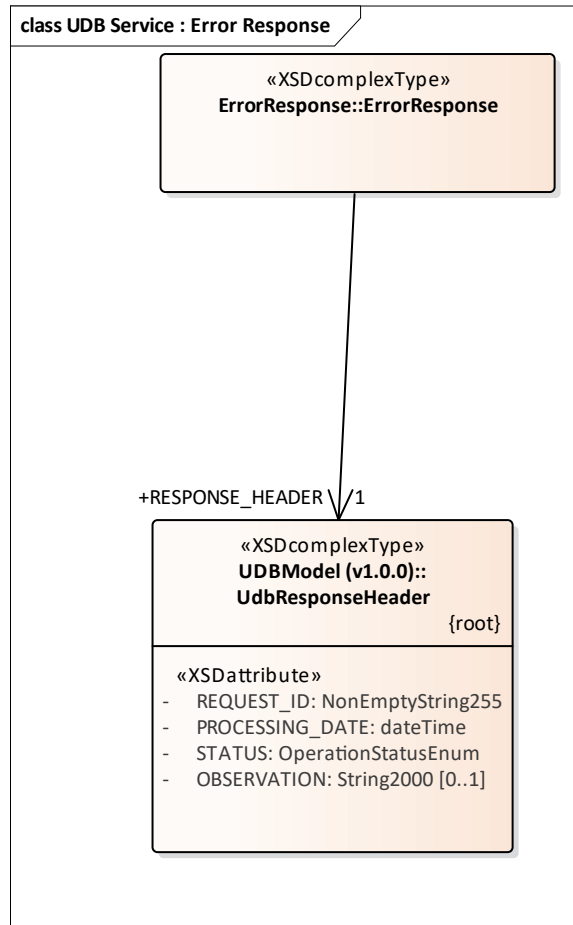 class UDB Service : Error Response
«XSDcomplexType»
ErrorResponse::ErrorResponse
+RESPONSE_HEADER 1
«XSDcomplexType»
UDBModel (v1.0.0)::
UdbResponseHeader
{root}
«XSDattribute»
- REQUEST_ID: NonEmptyString255
- PROCESSING_DATE: dateTime
- STATUS: OperationStatusEnum
- OBSERVATION: String2000 [0..1]